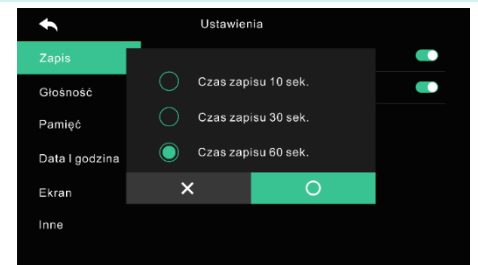 Ustawienia
Zapis
Głośność
Pamięć
Data I godzina
Ekran
Inne
Czas zapisu 10 sek.
Czas zapisu 30 sek.
Czas zapisu 60 sek.